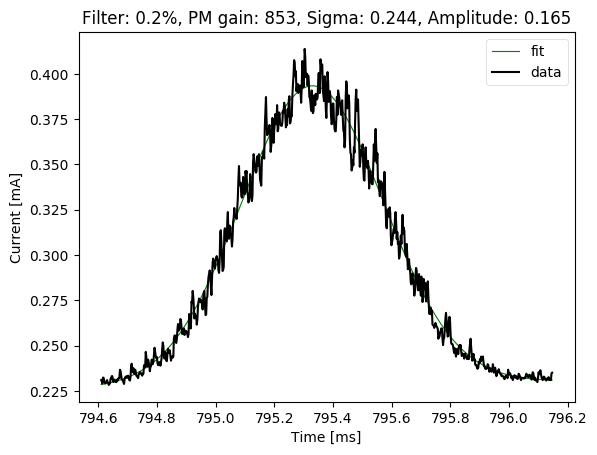 Filter: 0.2%, PM gain: 853, Sigma: 0.244, Amplitude: 0.165
fit
data
0.400
0.375
0.350
0.325
0.300
0.275
0.250
0.225
Current [mA]
794.6 794.8 795.0 795.2 795.4 795.6 795.8 796.0 796.2
Time [ms]